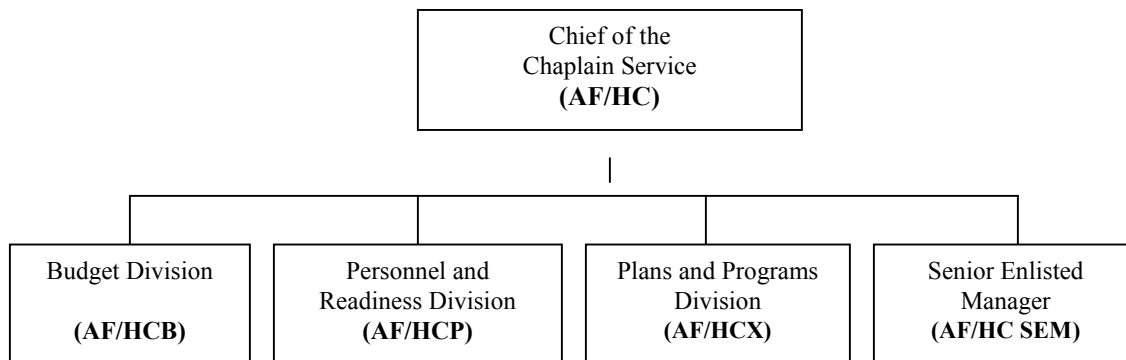 Chief of the
Chaplain Service
(AF/HC)
Budget Division
(AF/HCB)
Personnel and
Readiness Division
(AF/HCP)
Plans and Programs
Division
(AF/HCX)
Senior Enlisted
Manager
(AF/HC SEM)